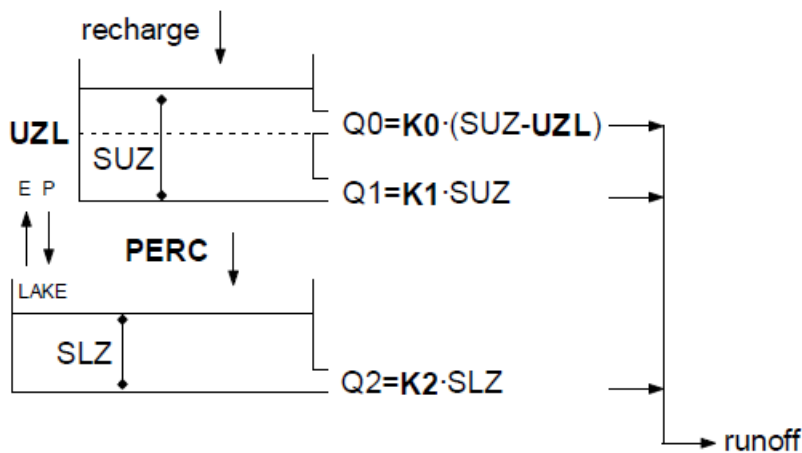 recharge
Q0=K0·(SUZ-UZL)
UZL
SUZ
E P
Q1=K1·SUZ
PERC
LAKE
SLZ
Q2=K2·SLZ
runoff